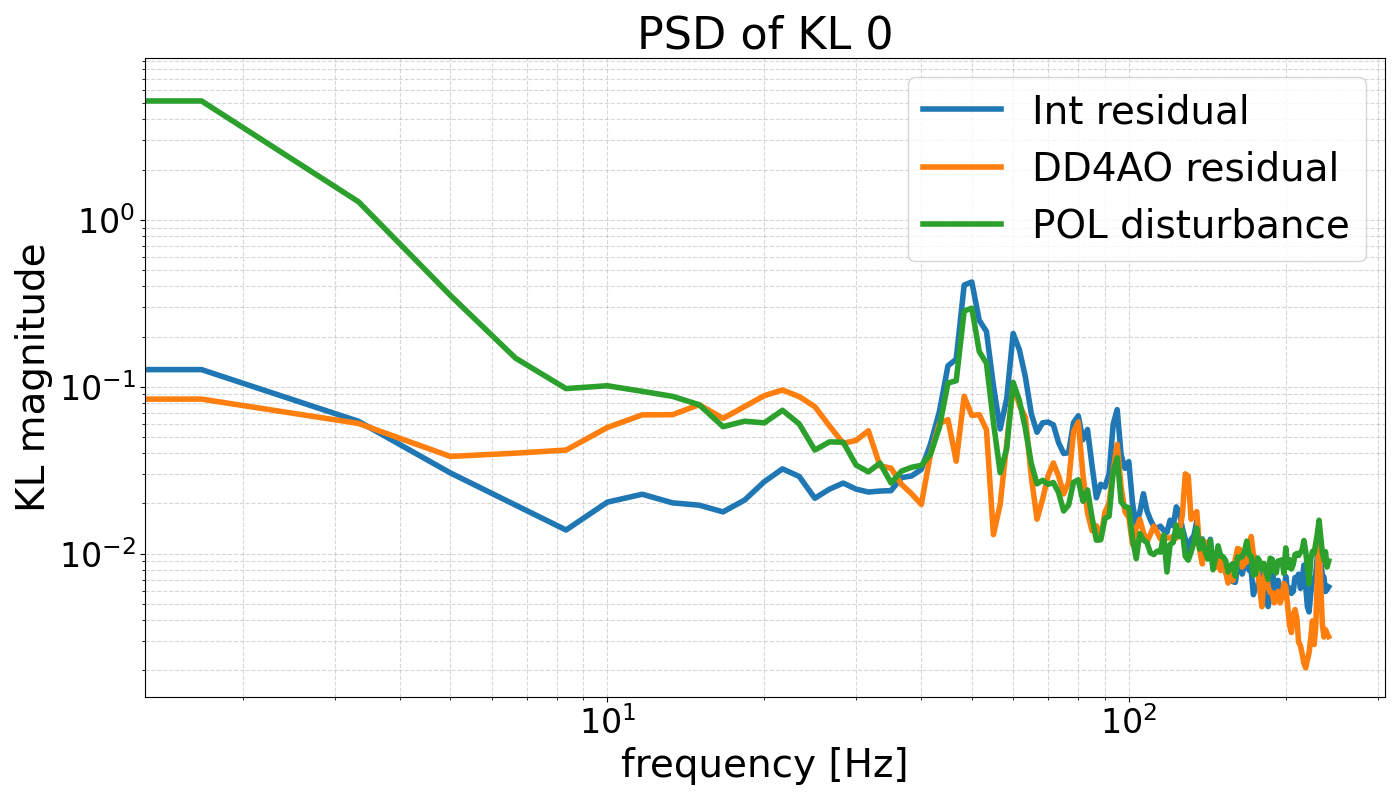 PSD of KL 0
Int residual
DD4AO residual
POL disturbance
KL magnitude
10⁰
10⁻¹
10⁻²
10¹
10²
frequency [Hz]